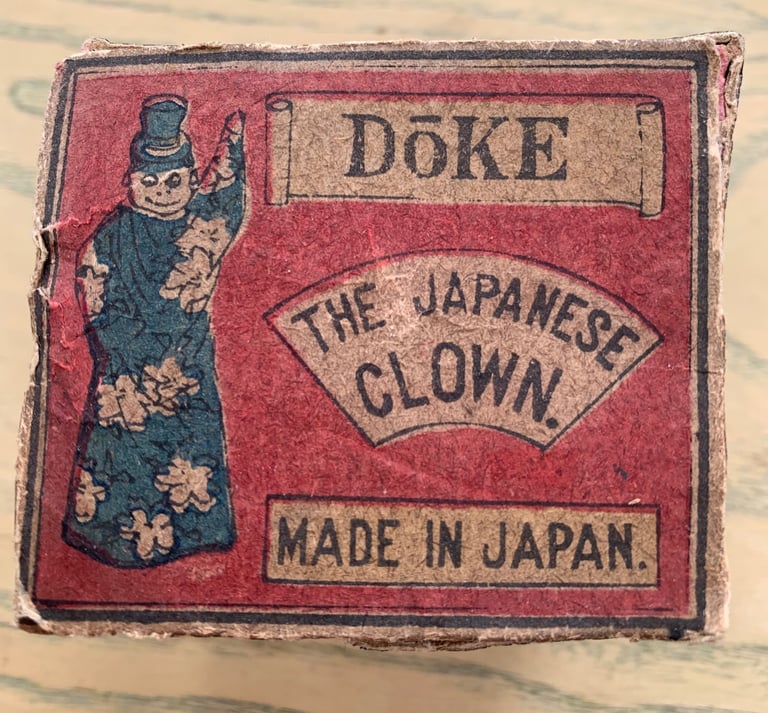 DōKE
THE JAPANESE
CLOWN.
MADE IN JAPAN.